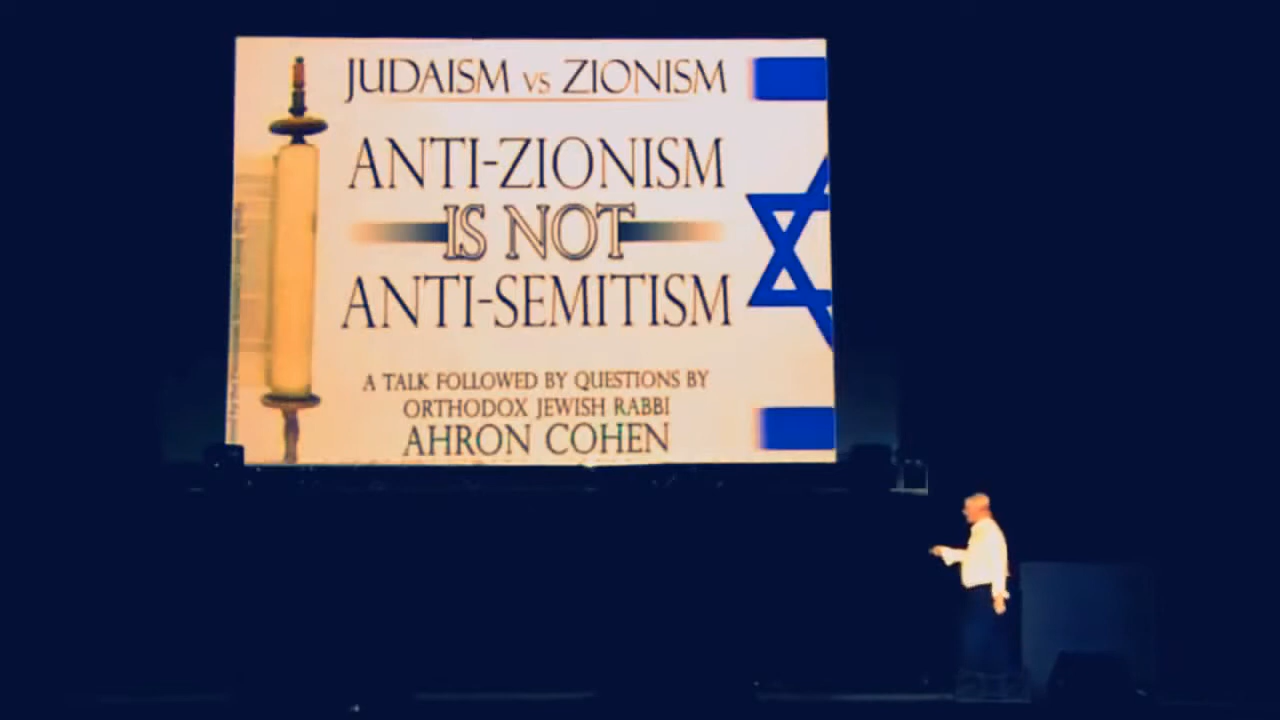 JUDAISM VS ZIONISM
ANTI-ZIONISM
IS NOT
ANTI-SEMITISM
A TALK FOLLOWED BY QUESTIONS BY
ORTHODOX JEWISH RABBI
AHRON COHEN